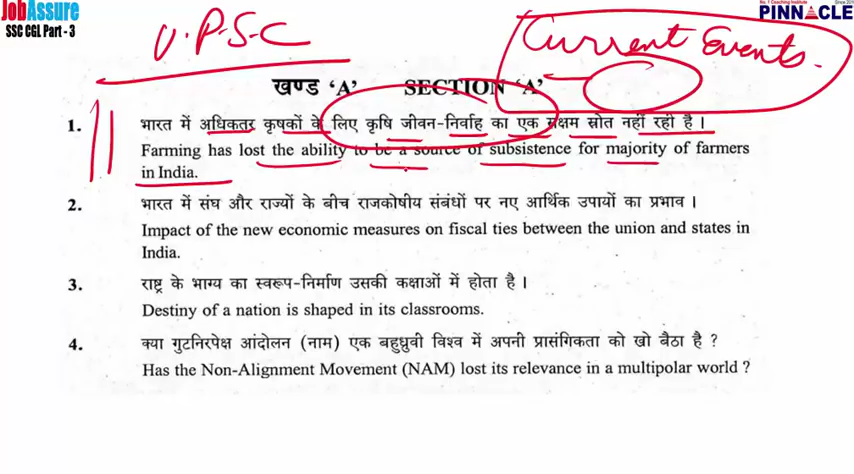 JobAssure
SSC CGL Part - 3
No. 1 Coaching Institute
PINNACLE
U.P.S.C
Current Events.
खण्ड 'A' SECTION 'A'
1. भारत में अधिकतर कृषकों के लिए कृषि जीवन-निर्वाह का एक सक्षम स्रोत नहीं रही है ।
Farming has lost the ability to be a source of subsistence for majority of farmers
in India.
2. भारत में संघ और राज्यों के बीच राजकोषीय संबंधों पर नए आर्थिक उपायों का प्रभाव ।
Impact of the new economic measures on fiscal ties between the union and states in
India.
3. राष्ट्र के भाग्य का स्वरूप-निर्माण उसकी कक्षाओं में होता है ।
Destiny of a nation is shaped in its classrooms.
4. क्या गुटनिरपेक्ष आंदोलन (नाम) एक बहुध्रुवी विश्व में अपनी प्रासंगिकता को खो बैठा है ?
Has the Non-Alignment Movement (NAM) lost its relevance in a multipolar world ?